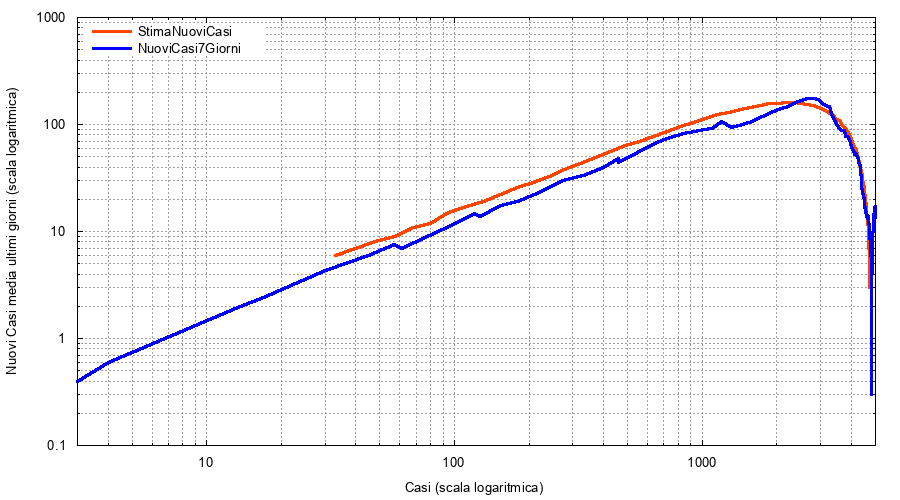 1000
StimaNuoviCasi
NuoviCasi7Giorni
100
10
1
0.1
Nuovi Casi media ultimi giorni (scala logaritmica)
10
100
1000
Casi (scala logaritmica)